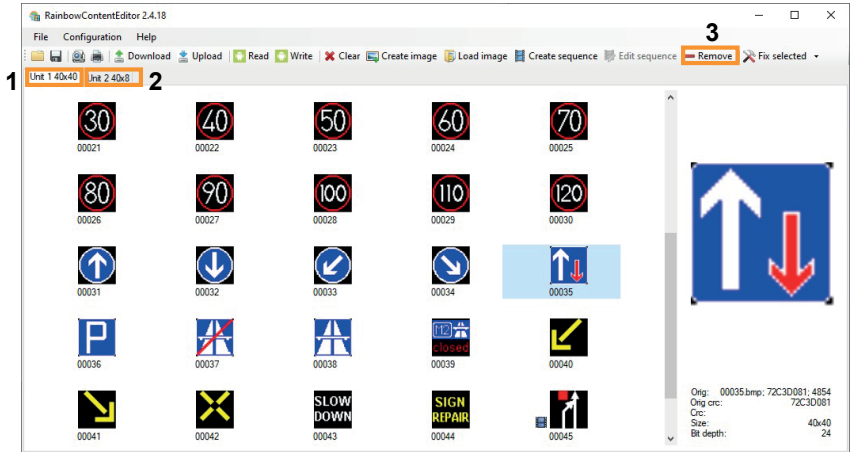 RainbowContentEditor 2.4.18
File Configuration Help
3
Download Upload Read Write Clear Create image Load image Create sequence Edit sequence Remove Fix selected
1 Unit 1 40x40 Unit 2 40x8 2
30 40 50 60 70
00021 00022 00023 00024 00025
80 90 100 110 120
00026 00027 00028 00029 00030
00031 00032 00033 00034 00035
P M2 closed
00036 00037 00038 00039 00040
SLOW SIGN
DOWN REPAIR
00041 00042 00043 00044 00045
Orig: 00035.bmp; 72C3D081; 4854
Orig crc: 72C3D081
Crc:
Size: 40x40
Bit depth: 24